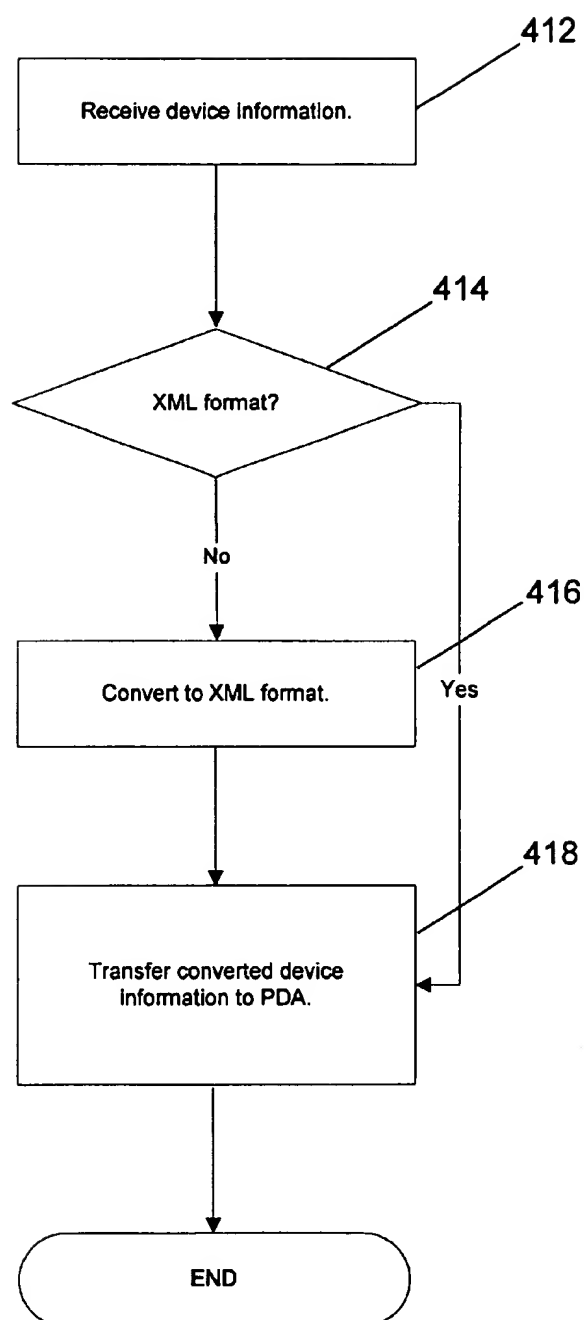 412
Receive device information.
414
XML format?
No
416
Convert to XML format.
Yes
418
Transfer converted device
information to PDA.
END